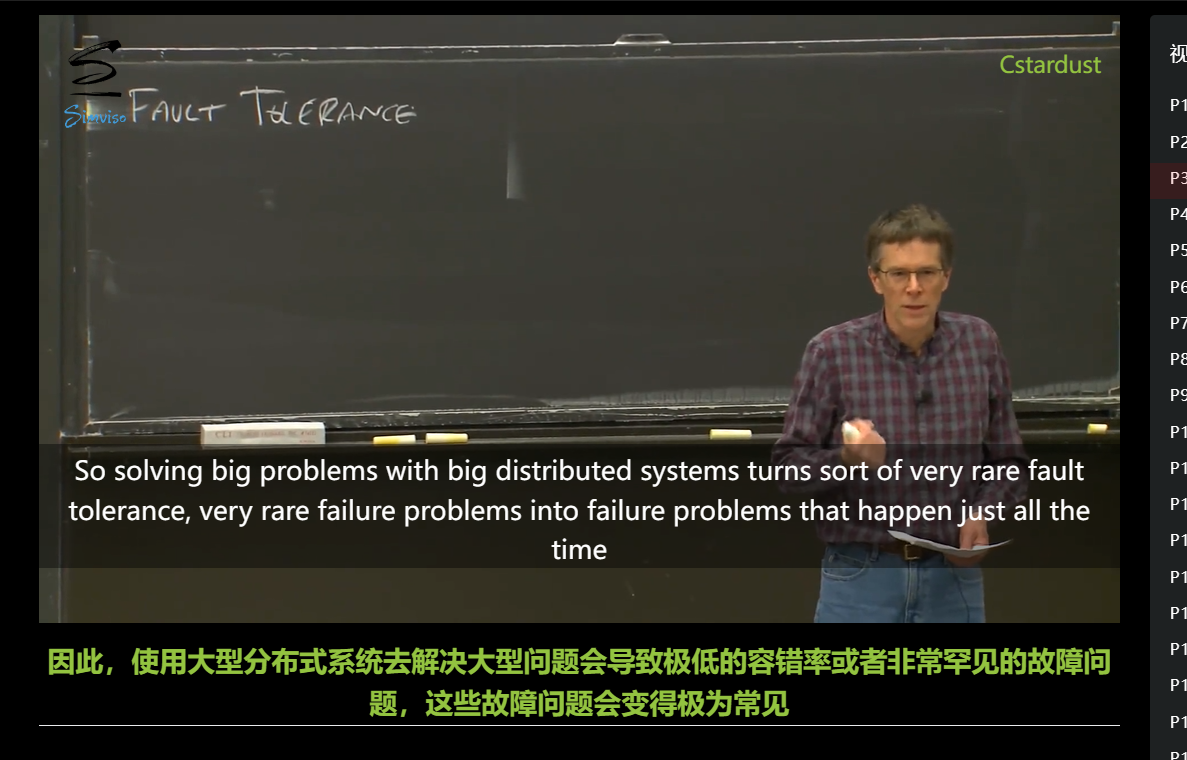 Cstardust
Simviso
FAULT TOLERANCE
So solving big problems with big distributed systems turns sort of very rare fault
tolerance, very rare failure problems into failure problems that happen just all the
time
因此，使用大型分布式系统去解决大型问题会导致极低的容错率或者非常罕见的故障问
题，这些故障问题会变得极为常见
视
P1
P2
P3
P4
P5
P6
P7
P8
P9
P1
P1
P1
P1
P1
P1
P1
P1
P1
P1